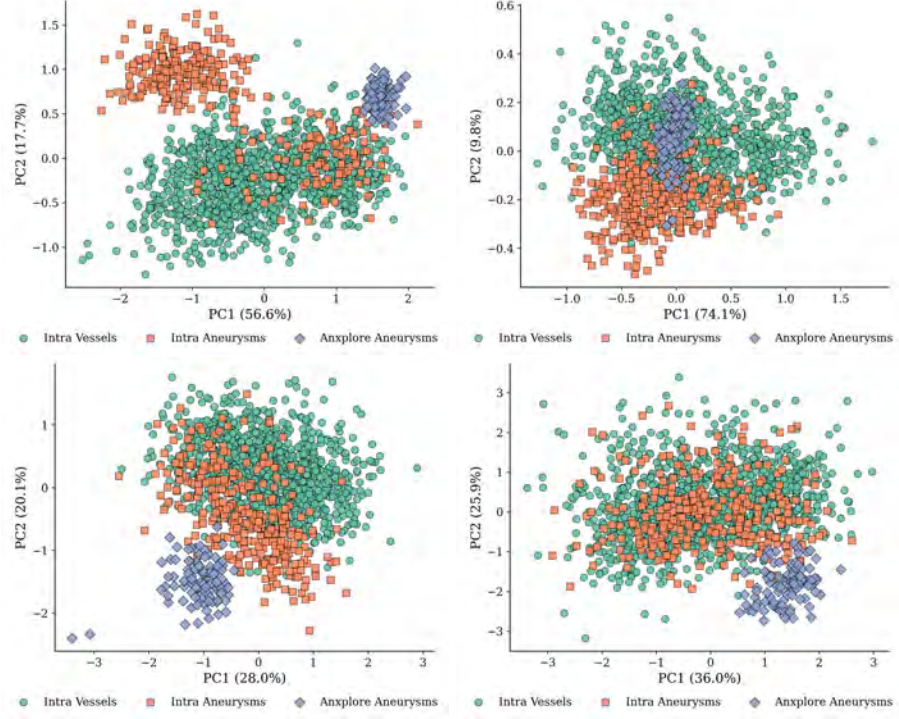 1.5
1.0
0.5
0.0
−0.5
−1.0
PC2 (17.7%)
−2
−1
0
1
2
PC1 (56.6%)
Intra Vessels
Intra Aneurysms
Anxplore Aneurysms
0.6
0.4
0.2
0.0
−0.2
−0.4
PC2 (9.8%)
−1.0
−0.5
0.0
0.5
1.0
1.5
PC1 (74.1%)
Intra Vessels
Intra Aneurysms
Anxplore Aneurysms
1
0
−1
−2
PC2 (20.1%)
−3
−2
−1
0
1
2
3
PC1 (28.0%)
Intra Vessels
Intra Aneurysms
Anxplore Aneurysms
3
2
1
0
−1
−2
−3
PC2 (25.9%)
−3
−2
−1
0
1
2
3
PC1 (36.0%)
Intra Vessels
Intra Aneurysms
Anxplore Aneurysms